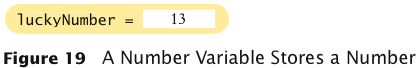 luckyNumber = 13
Figure 19 A Number Variable Stores a Number